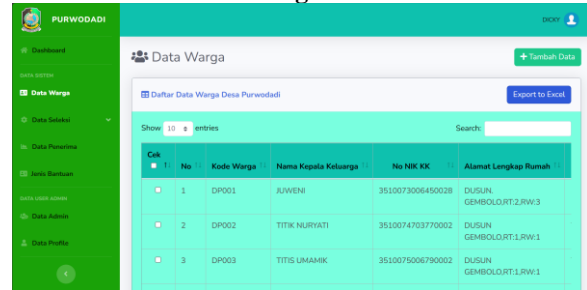 PURWODADI
DICKY
Dashboard
Data Warga
+ Tambah Data
DATA SISTEM
Data Warga
Daftar Data Warga Desa Purwodadi
Export to Excel
Data Seleksi
Show 10 entries
Search:
Data Penerima
Cek
No
Kode Warga
Nama Kepala Keluarga
No NIK KK
Alamat Lengkap Rumah
Jenis Bantuan
1
DP001
JUWENI
3510073006450028
DUSUN.
GEMBOLO,RT:2,RW:3
DATA USER ADMIN
Data Admin
2
DP002
TITIK NURYATI
3510074703770002
DUSUN
GEMBOLO,RT:1,RW:1
Data Profile
3
DP003
TITIS UMAMIK
3510075006790002
DUSUN
GEMBOLO,RT:1,RW:1